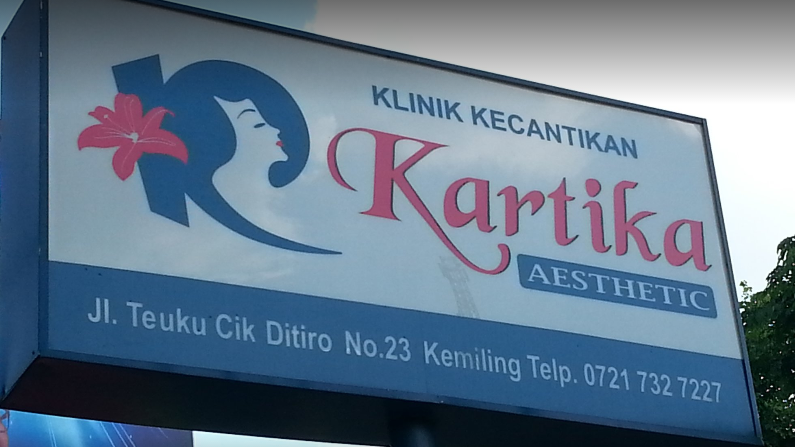 KLINIK KECANTIKAN
Kartika
AESTHETIC
Jl. Teuku Cik Ditiro No.23 Kemiling Telp. 0721 732 7227